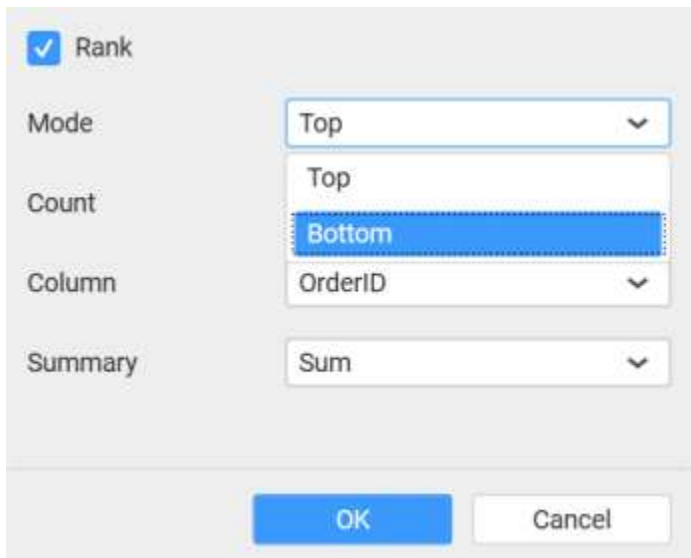 Rank
Mode Top
Top
Count
Bottom
Column OrderID
Summary Sum
OK Cancel